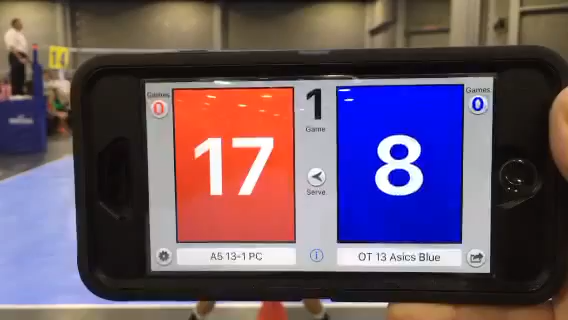 14
Games
0
17
1
Game
Serve
Games
0
8
A5 13-1 PC
i
OT 13 Asics Blue